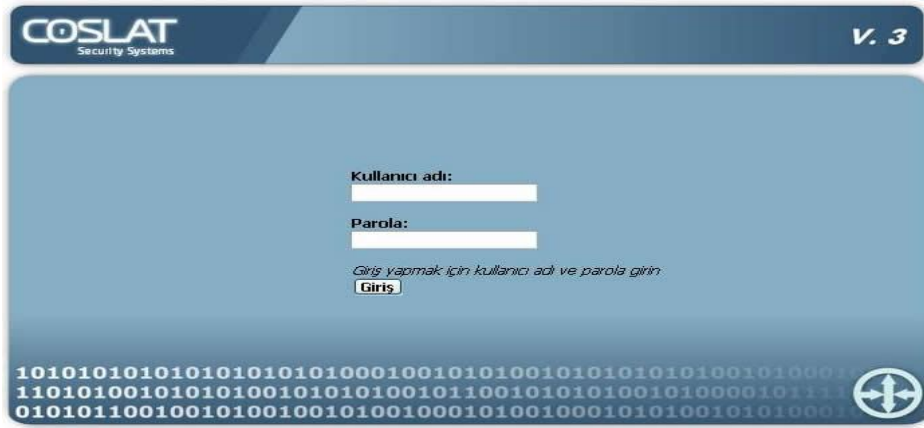 COSLAT
Security Systems
V. 3
Kullanıcı adı:
Parola:
Giriş yapmak için kullanıcı adı ve parola girin
Giriş